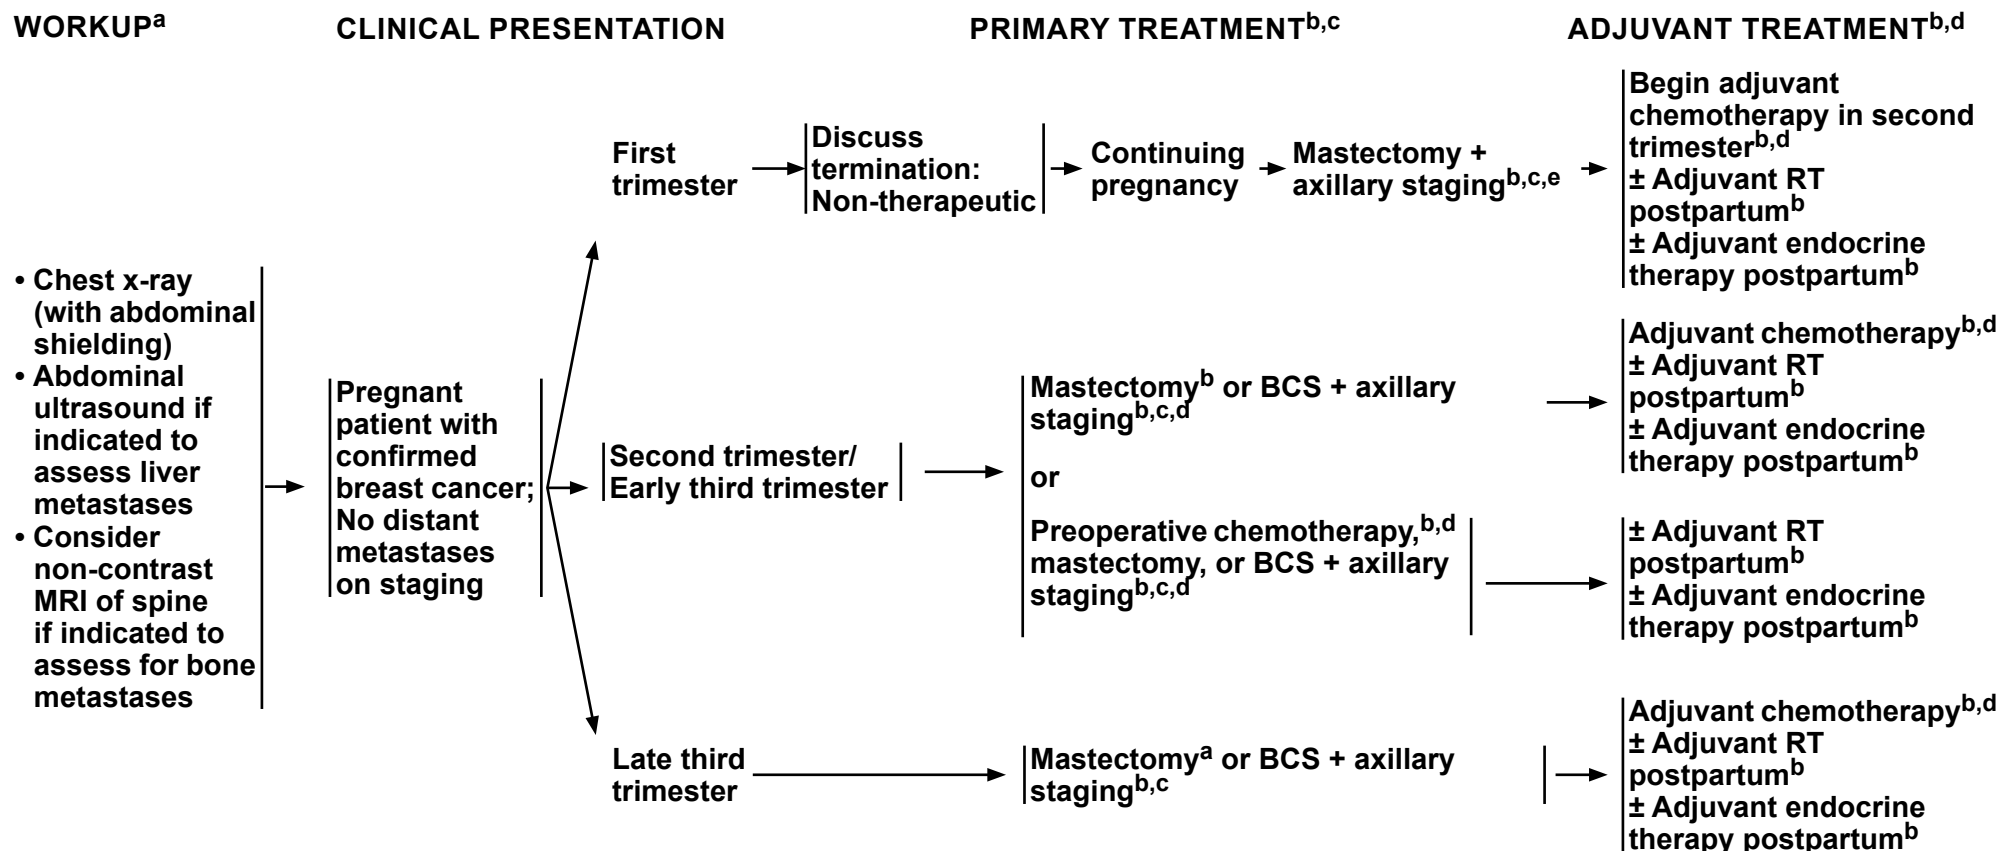 WORKUPa
CLINICAL PRESENTATION
PRIMARY TREATMENTb,c
ADJUVANT TREATMENTb,d
• Chest x-ray
(with abdominal
shielding)
• Abdominal
ultrasound if
indicated to
assess liver
metastases
• Consider
non-contrast
MRI of spine
if indicated to
assess for bone
metastases
Pregnant
patient with
confirmed
breast cancer;
No distant
metastases
on staging
First
trimester
Discuss
termination:
Non-therapeutic
Continuing
pregnancy
Mastectomy +
axillary stagingb,c,e
Begin adjuvant
chemotherapy in second
trimesterb,d
± Adjuvant RT
postpartumb
± Adjuvant endocrine
therapy postpartumb
Second trimester/
Early third trimester
Mastectomyb or BCS + axillary
stagingb,c,d
or
Preoperative chemotherapy,b,d
mastectomy, or BCS + axillary
stagingb,c,d
Adjuvant chemotherapyb,d
± Adjuvant RT
postpartumb
± Adjuvant endocrine
therapy postpartumb
± Adjuvant RT
postpartumb
± Adjuvant endocrine
therapy postpartumb
Late third
trimester
Mastectomya or BCS + axillary
stagingb,c
Adjuvant chemotherapyb,d
± Adjuvant RT
postpartumb
± Adjuvant endocrine
therapy postpartumb